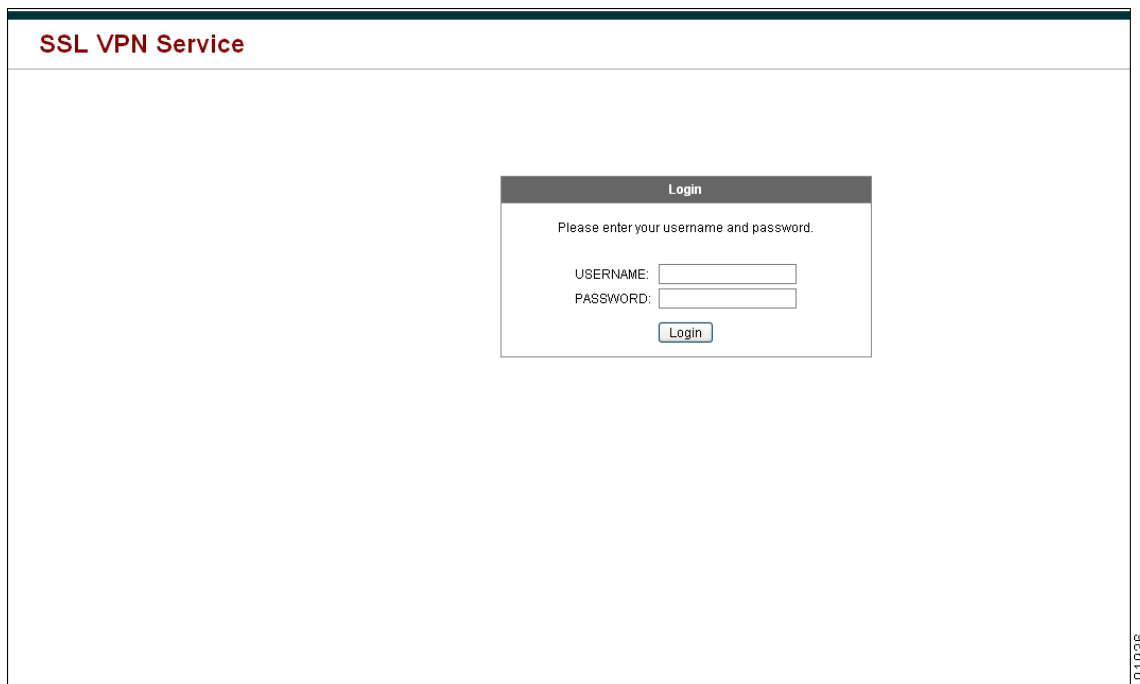 SSL VPN Service
Login
Please enter your username and password.
USERNAME:
PASSWORD:
Login